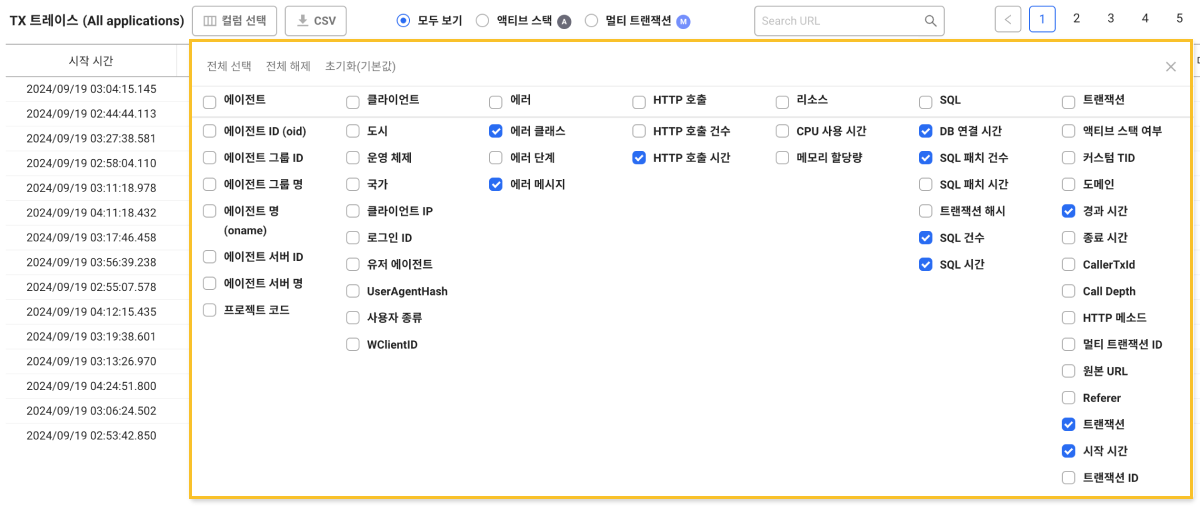 TX 트레이스 (All applications) 컬럼 선택 CSV 모두 보기 액티브 스택 A 멀티 트랜잭션 M Search URL 1 2 3 4 5
시작 시간
전체 선택 전체 해제 초기화(기본값)
에이전트 클라이언트 에러 HTTP 호출 리소스 SQL 트랜잭션
2024/09/19 03:04:15.145
2024/09/19 02:44:44.113
2024/09/19 03:27:38.581
2024/09/19 02:58:04.110
2024/09/19 03:11:18.978
2024/09/19 04:11:18.432
2024/09/19 03:17:46.458
2024/09/19 03:56:39.238
2024/09/19 02:55:07.578
2024/09/19 04:12:15.435
2024/09/19 03:19:38.601
2024/09/19 03:13:26.970
2024/09/19 04:24:51.800
2024/09/19 03:06:24.502
2024/09/19 02:53:42.850
에이전트 ID (oid)
에이전트 그룹 ID
에이전트 그룹 명
에이전트 명
(oname)
에이전트 서버 ID
에이전트 서버 명
프로젝트 코드
도시
운영 체제
국가
클라이언트 IP
로그인 ID
유저 에이전트
UserAgentHash
사용자 종류
WClientID
에러 클래스
에러 단계
에러 메시지
HTTP 호출 건수
HTTP 호출 시간
CPU 사용 시간
메모리 할당량
DB 연결 시간
SQL 패치 건수
SQL 패치 시간
트랜잭션 해시
SQL 건수
SQL 시간
액티브 스택 여부
커스텀 TID
도메인
경과 시간
종료 시간
CallerTxId
Call Depth
HTTP 메소드
멀티 트랜잭션 ID
원본 URL
Referer
트랜잭션
시작 시간
트랜잭션 ID